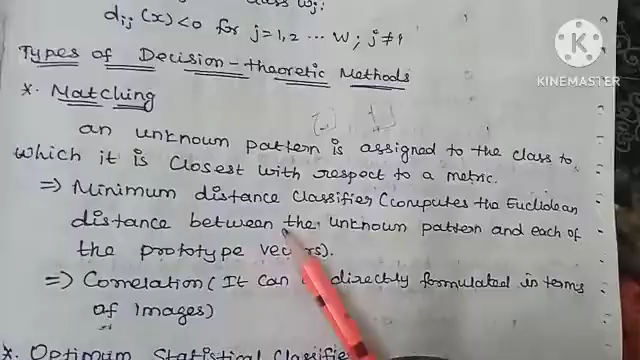 class wj.
dij (x) < 0 for j = 1, 2 ... W ; j ≠ i
Types of Decision-theoretic Methods
* Matching
an unknown pattern is assigned to the class to
which it is closest with respect to a metric.
⇒ Minimum distance classifier (computes the Euclidean
distance between the unknown pattern and each of
the prototype vec rs).
⇒ Correlation (It can directly formulated in terms
of images)
* Optimum Statistical Classifie
KINEMASTER